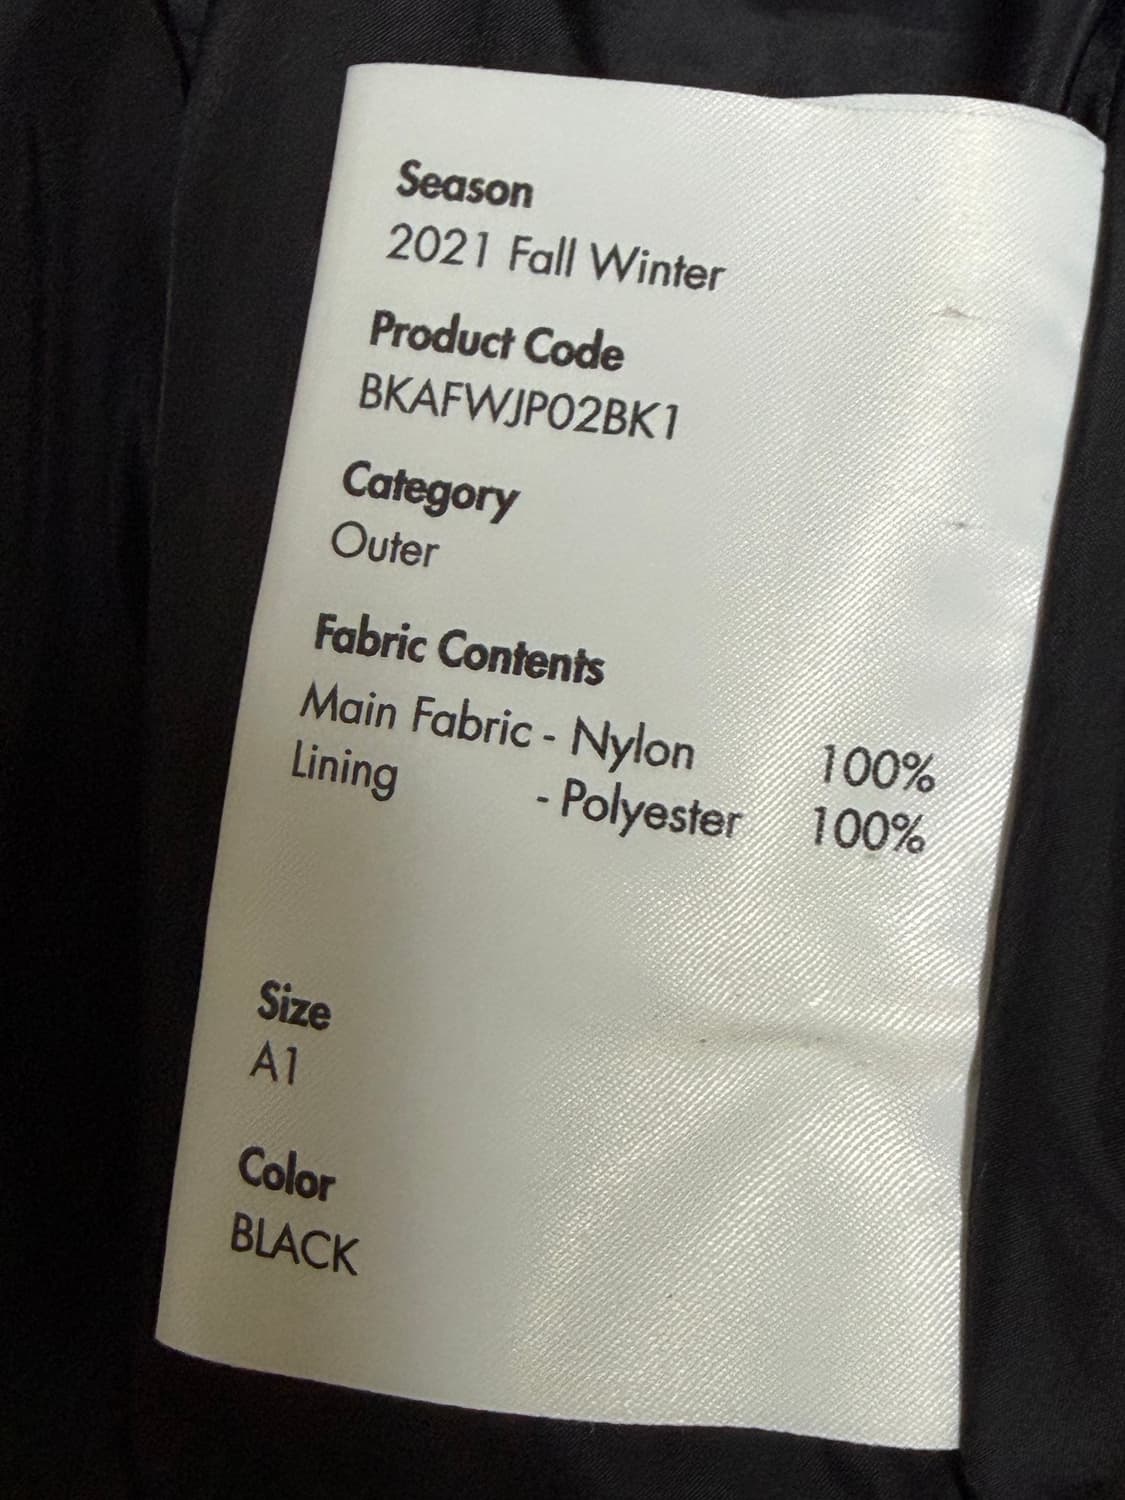 Season
2021 Fall Winter
Product Code
BKAFWJP02BK1
Category
Outer
Fabric Contents
Main Fabric - Nylon 100%
Lining - Polyester 100%
Size
A1
Color
BLACK